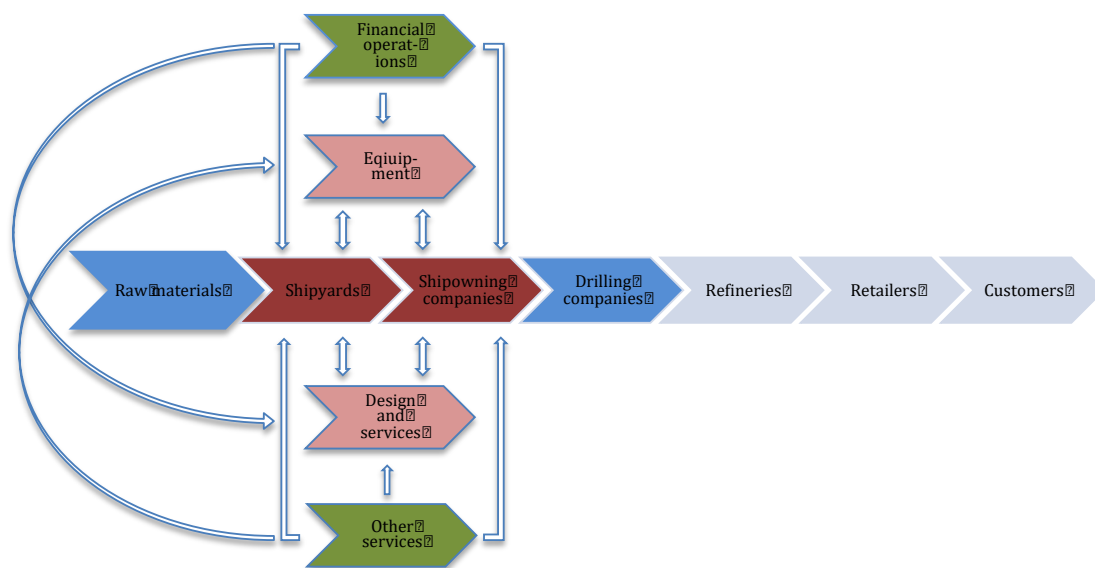 Financial
operat-
ions
Eqiuip-
ment
Raw materials
Shipyards
Shipowning
companies
Drilling
companies
Refineries
Retailers
Customers
Design
and
services
Other
services